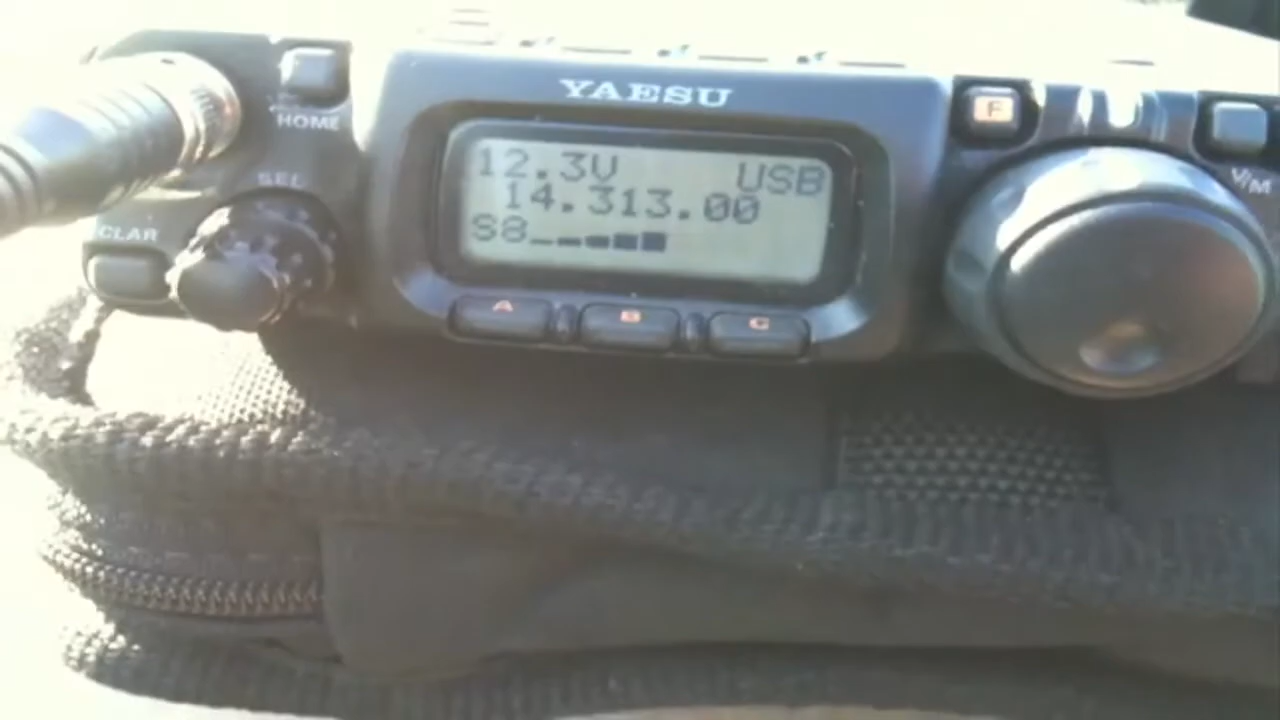 YAESU
F
HOME
V/M
SEL
CLAR
12.3V USB
14.313.00
S8
A B C